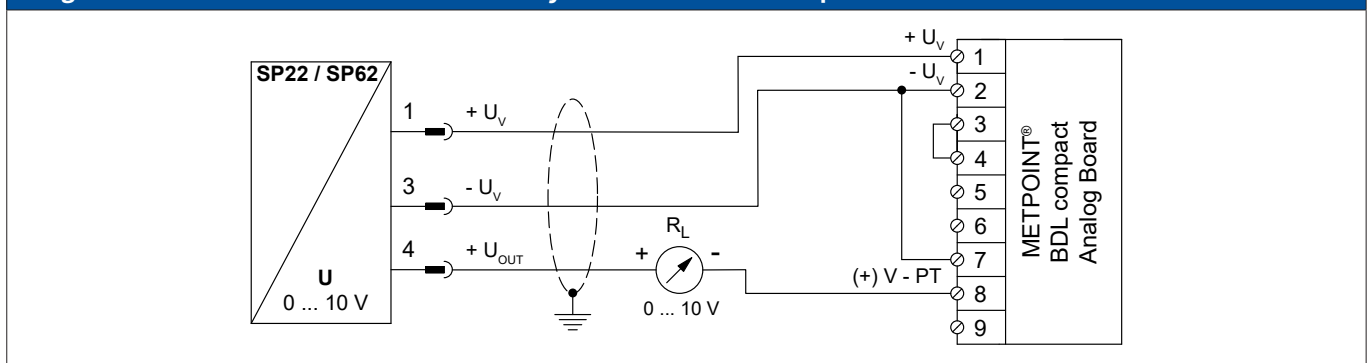 SP22 / SP62
1
+ U_V
3
- U_V
4
+ U_OUT
U
0 ... 10 V
R_L
+
-
0 ... 10 V
+ U_V
- U_V
(+) V - PT
1
2
3
4
5
6
7
8
9
METPOINT®
BDL compact
Analog Board